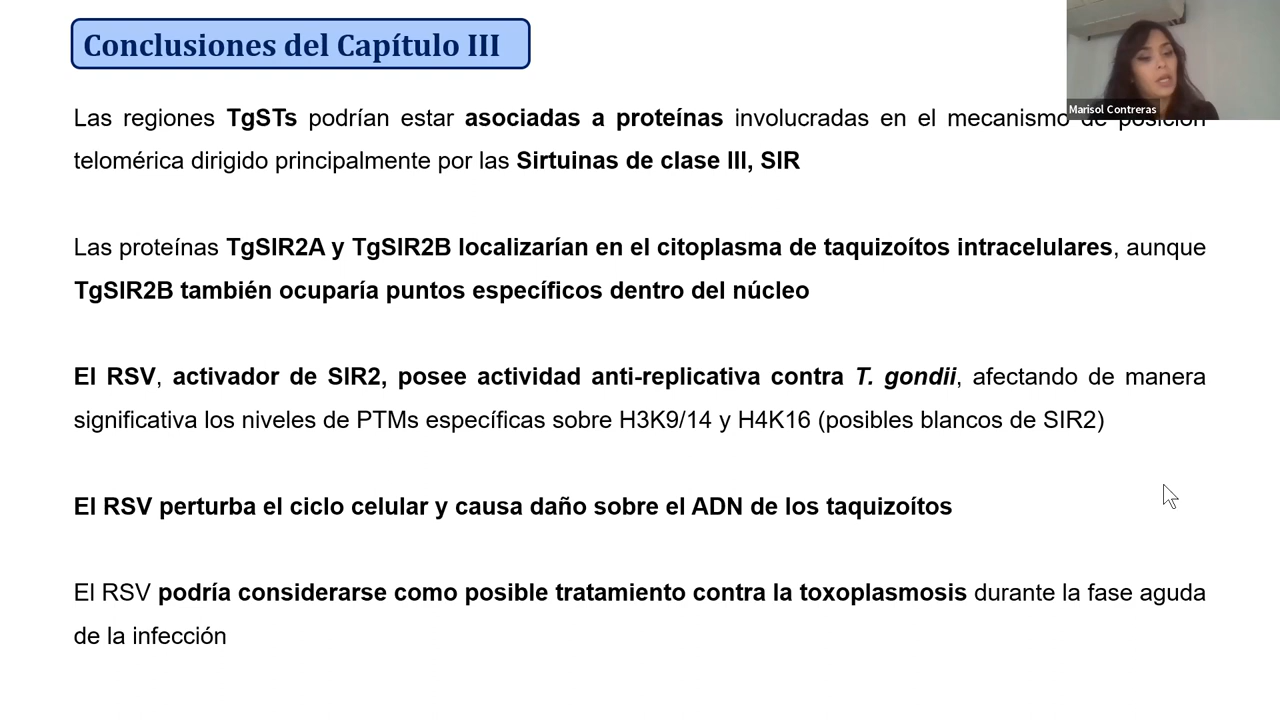 Conclusiones del Capítulo III
Marisol Contreras
Las regiones TgSTs podrían estar asociadas a proteínas involucradas en el mecanismo de posición
telomérica dirigido principalmente por las Sirtuinas de clase III, SIR
Las proteínas TgSIR2A y TgSIR2B localizarían en el citoplasma de taquizoítos intracelulares, aunque
TgSIR2B también ocuparía puntos específicos dentro del núcleo
El RSV, activador de SIR2, posee actividad anti-replicativa contra T. gondii, afectando de manera
significativa los niveles de PTMs específicas sobre H3K9/14 y H4K16 (posibles blancos de SIR2)
El RSV perturba el ciclo celular y causa daño sobre el ADN de los taquizoítos
El RSV podría considerarse como posible tratamiento contra la toxoplasmosis durante la fase aguda
de la infección